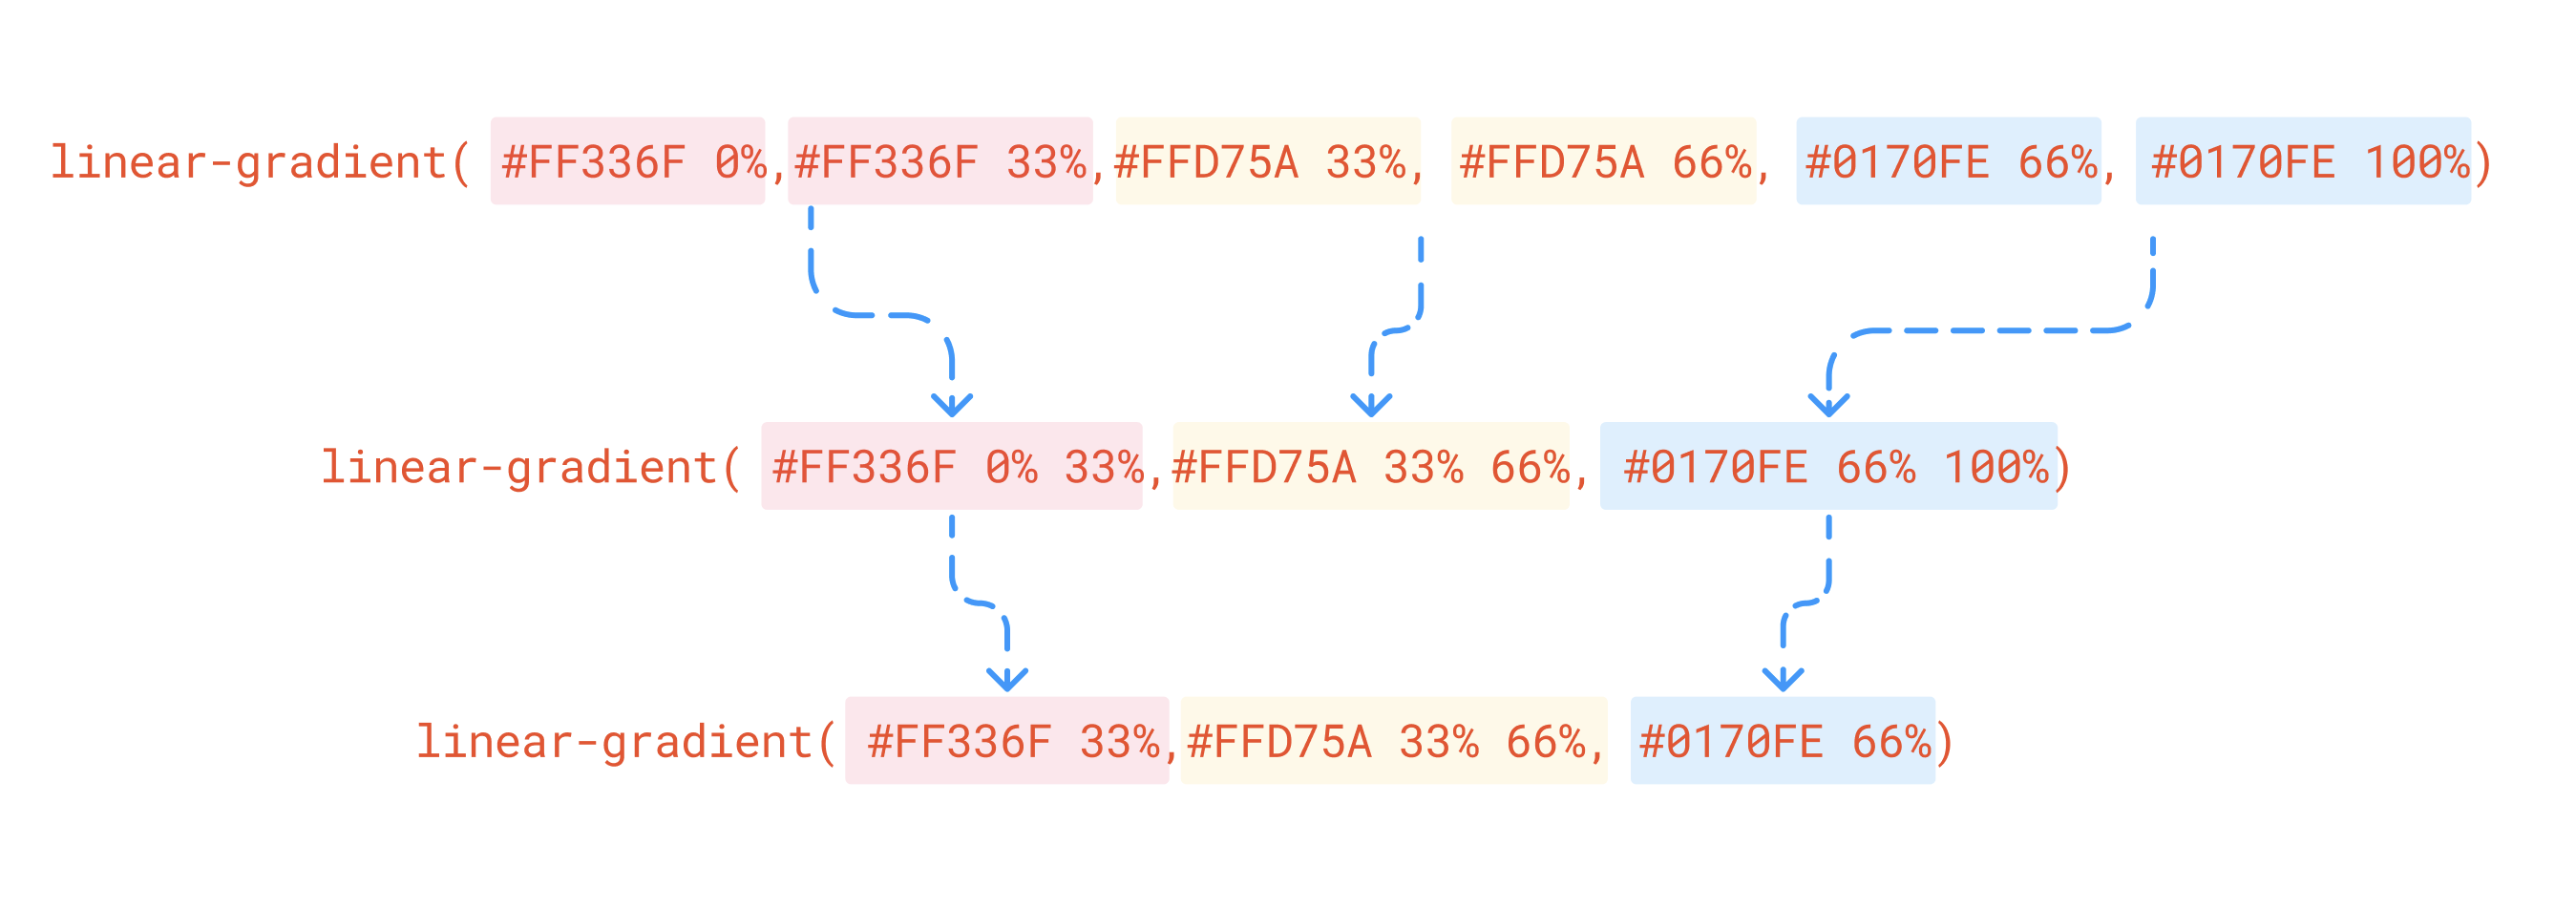 linear-gradient( #FF336F 0%, #FF336F 33%, #FFD75A 33%, #FFD75A 66%, #0170FE 66%, #0170FE 100%)
linear-gradient( #FF336F 0% 33%, #FFD75A 33% 66%, #0170FE 66% 100%)
linear-gradient( #FF336F 33%, #FFD75A 33% 66%, #0170FE 66%)